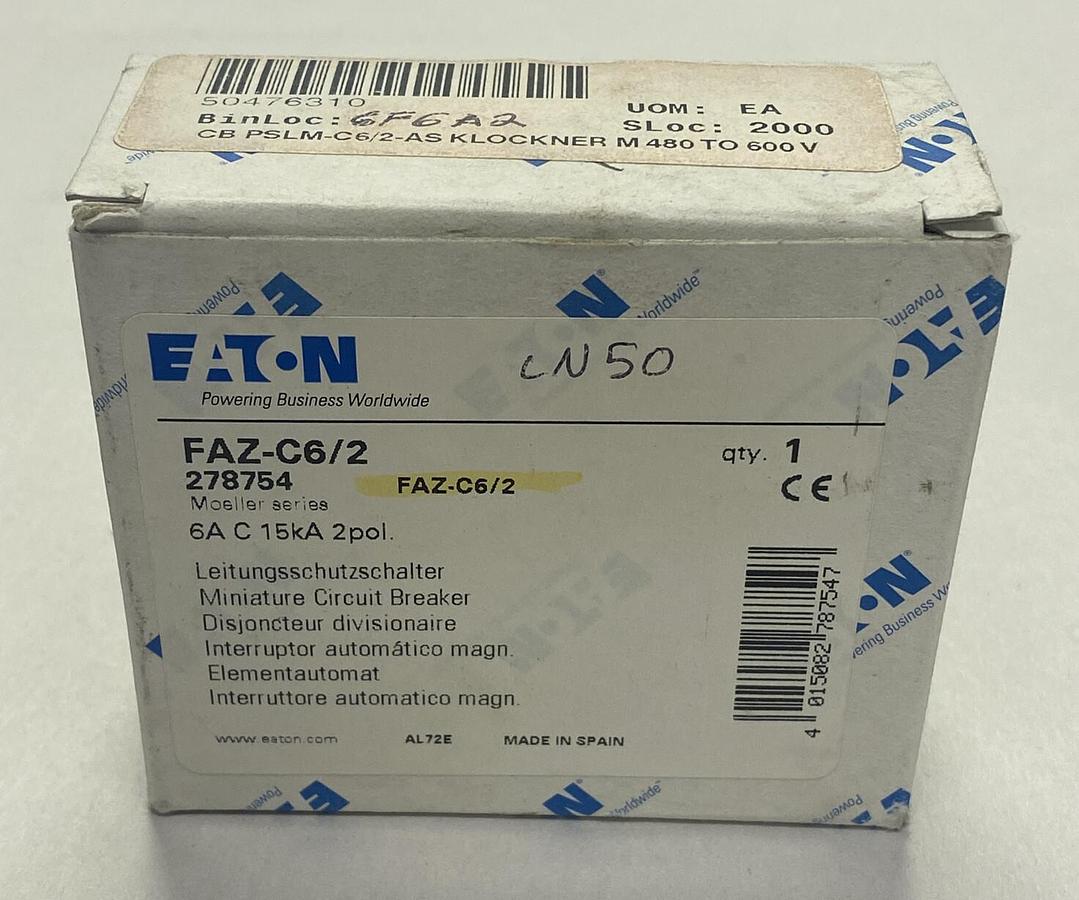 50476310
BinLoc: 6F6A2
UOM: EA
SLoc: 2000
CB PSLM-C6/2-AS KLOCKNER M 480 TO 600 V
EATON
Powering Business Worldwide
LN50
FAZ-C6/2
278754
FAZ-C6/2
qty. 1
CE
Moeller series
6A C 15kA 2pol.
Leitungsschutzschalter
Miniature Circuit Breaker
Disjoncteur divisionaire
Interruptor automático magn.
Elementautomat
Interruttore automatico magn.
www.eaton.com
AL72E
MADE IN SPAIN
4 015082 787547